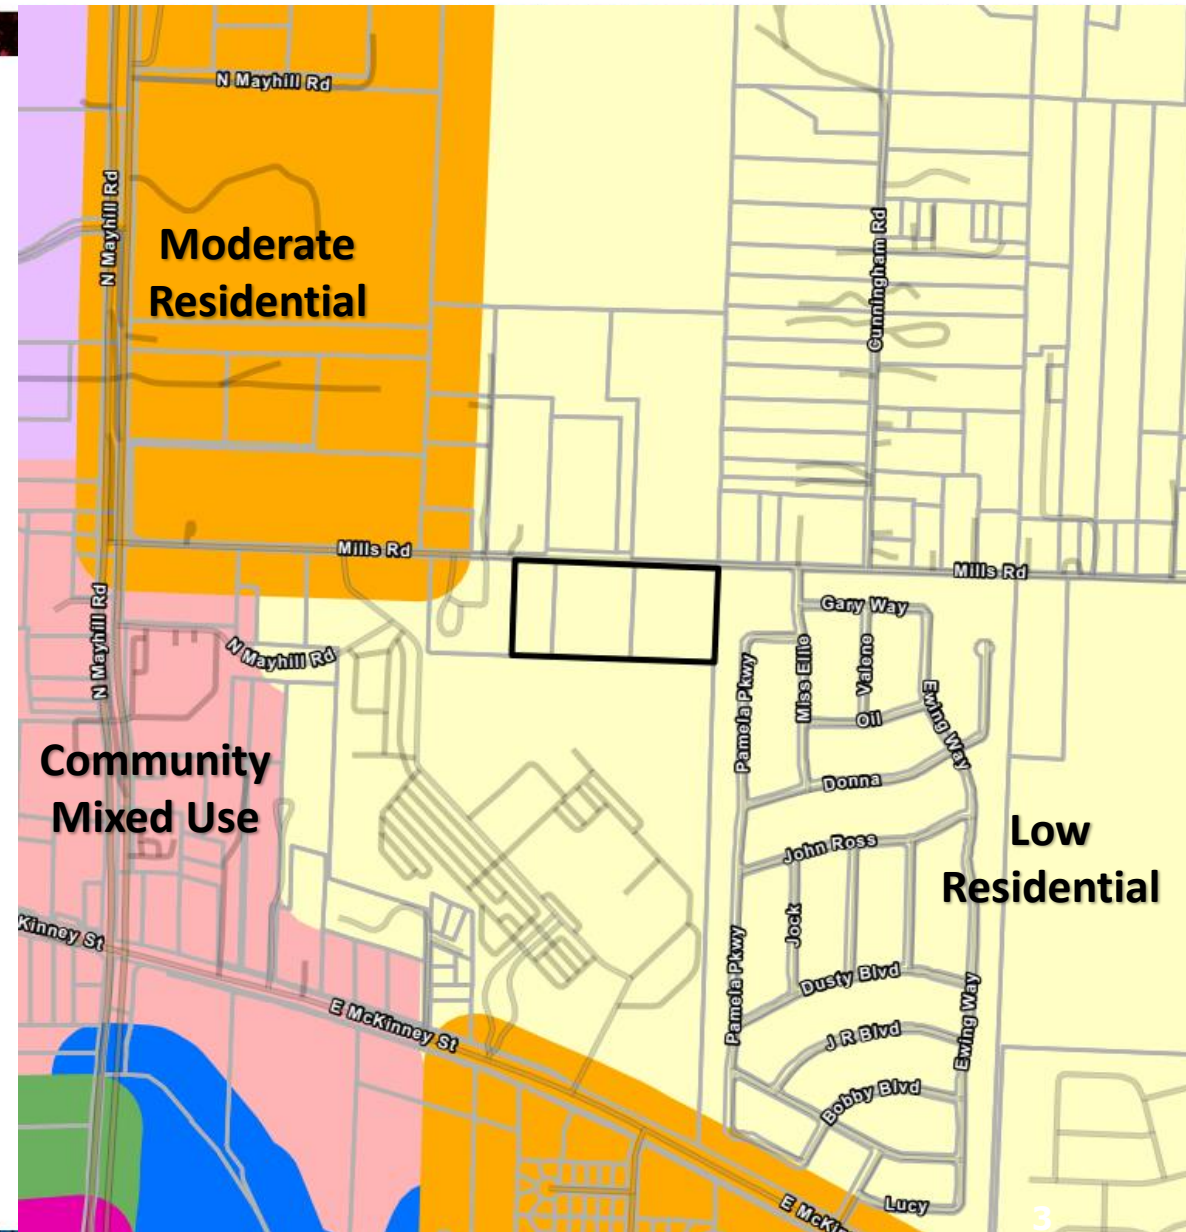 N Mayhill Rd
N Mayhill Rd
Cunningham Rd
Moderate
Residential
Mills Rd
Mills Rd
N Mayhill Rd
N Mayhill Rd
Gary Way
Miss Ellie
Valene
Pamela Pkwy
Ewing Way
Oil
Donna
Community
Mixed Use
Low
Residential
John Ross
Jock
Kinney St
Pamela Pkwy
Dusty Blvd
E McKinney St
J R Blvd
Ewing Way
Bobby Blvd
Lucy
E McKin
3